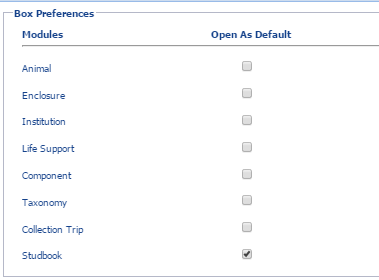 Box Preferences
Modules Open As Default
Animal
Enclosure
Institution
Life Support
Component
Taxonomy
Collection Trip
Studbook